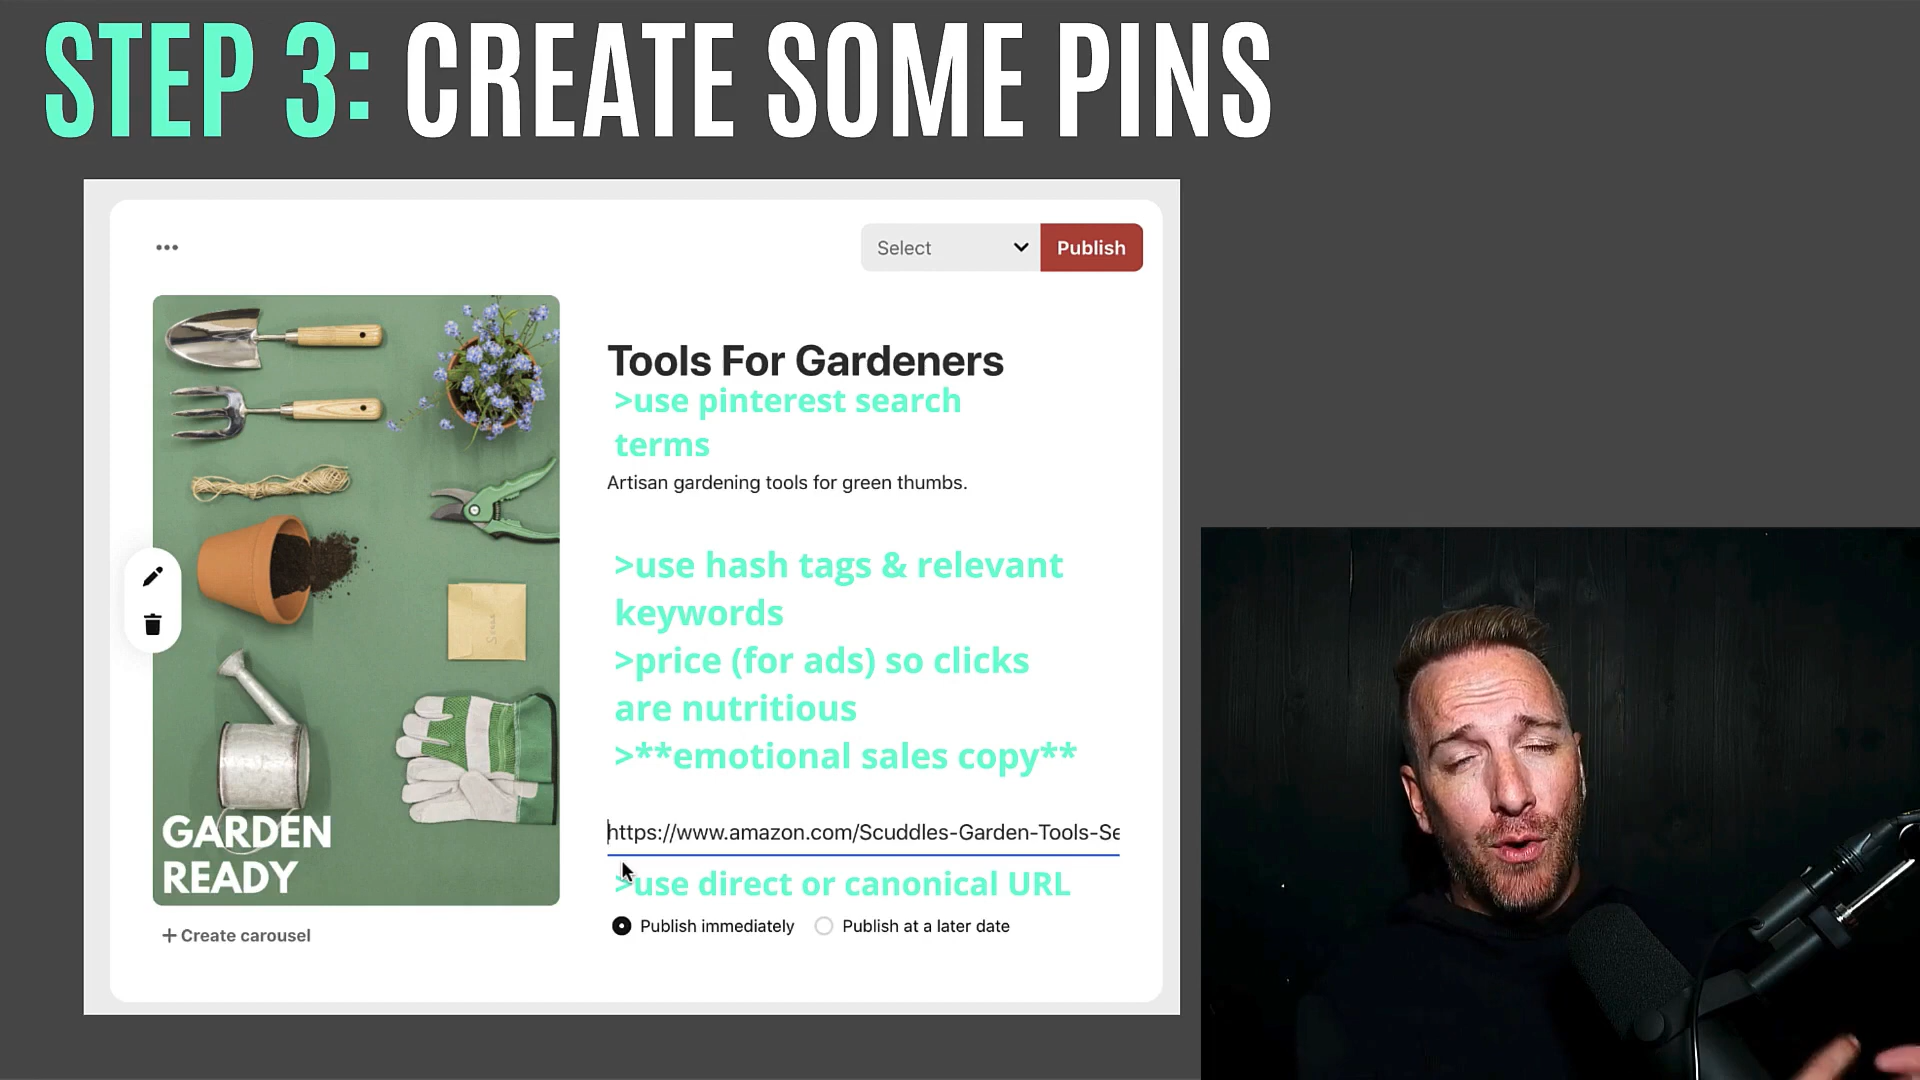 STEP 3: CREATE SOME PINS
Select
Publish
Tools For Gardeners
>use pinterest search
terms
Artisan gardening tools for green thumbs.
>use hash tags & relevant
keywords
>price (for ads) so clicks
are nutritious
>**emotional sales copy**
https://www.amazon.com/Scuddles-Garden-Tools-Se
>use direct or canonical URL
Publish immediately
Publish at a later date
GARDEN
READY
+ Create carousel